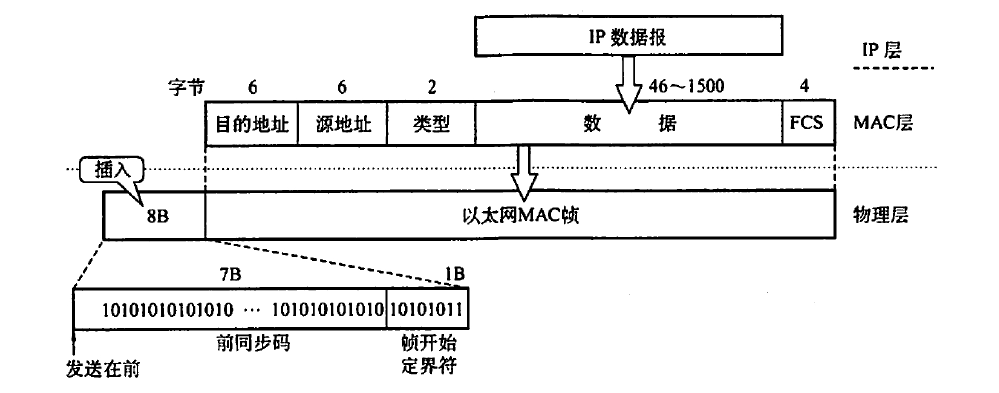 IP 数据报
IP 层
字节 6 6 2 46～1500 4
目的地址 源地址 类型 数 据 FCS MAC层
插入
8B 以太网MAC帧 物理层
7B 1B
10101010101010 … 101010101010 10101011
前同步码 帧开始
定界符
发送在前